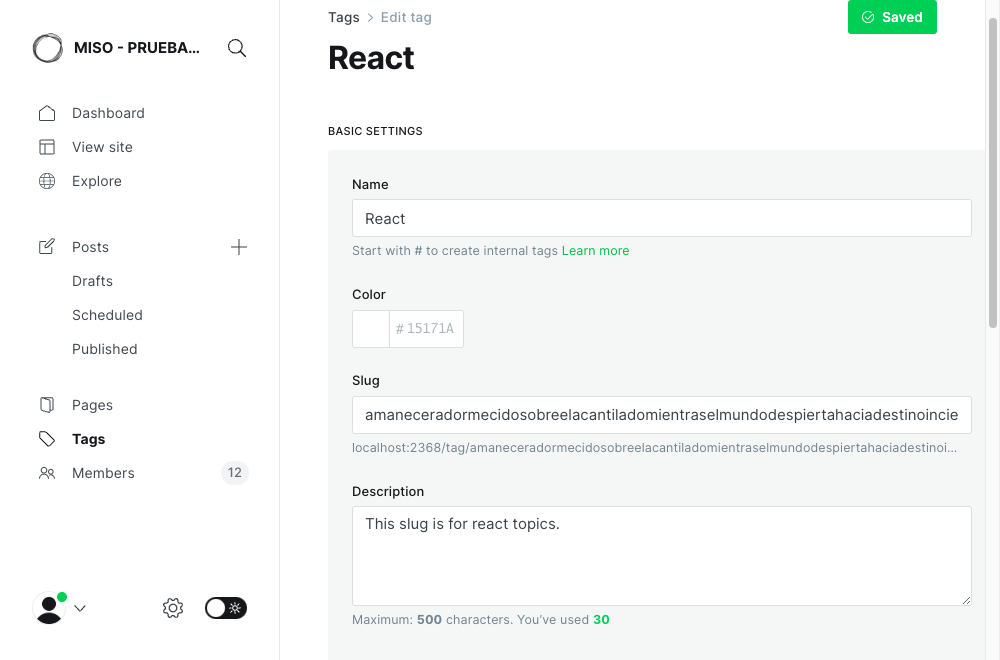 MISO - PRUEBA...
Dashboard
View site
Explore
Posts
Drafts
Scheduled
Published
Pages
Tags
Members 12
Tags > Edit tag
Saved
React
BASIC SETTINGS
Name
React
Start with # to create internal tags Learn more
Color
# 15171A
Slug
amaneceradormecidosobreelacantiladomientraselmundodespiertahaciadestinoincie
localhost:2368/tag/amaneceradormecidosobreelacantiladomientraselmundodespiertahaciadestinoi...
Description
This slug is for react topics.
Maximum: 500 characters. You've used 30